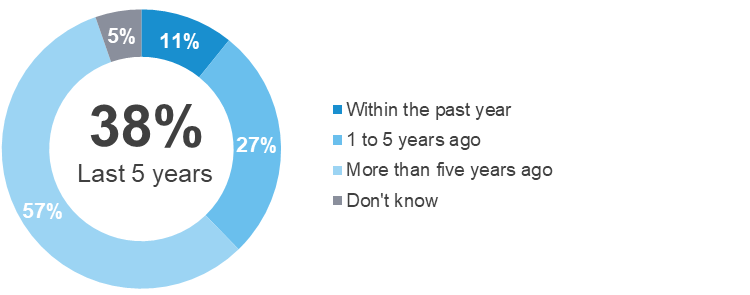 5%
11%
38%
Last 5 years
27%
57%
Within the past year
1 to 5 years ago
More than five years ago
Don't know